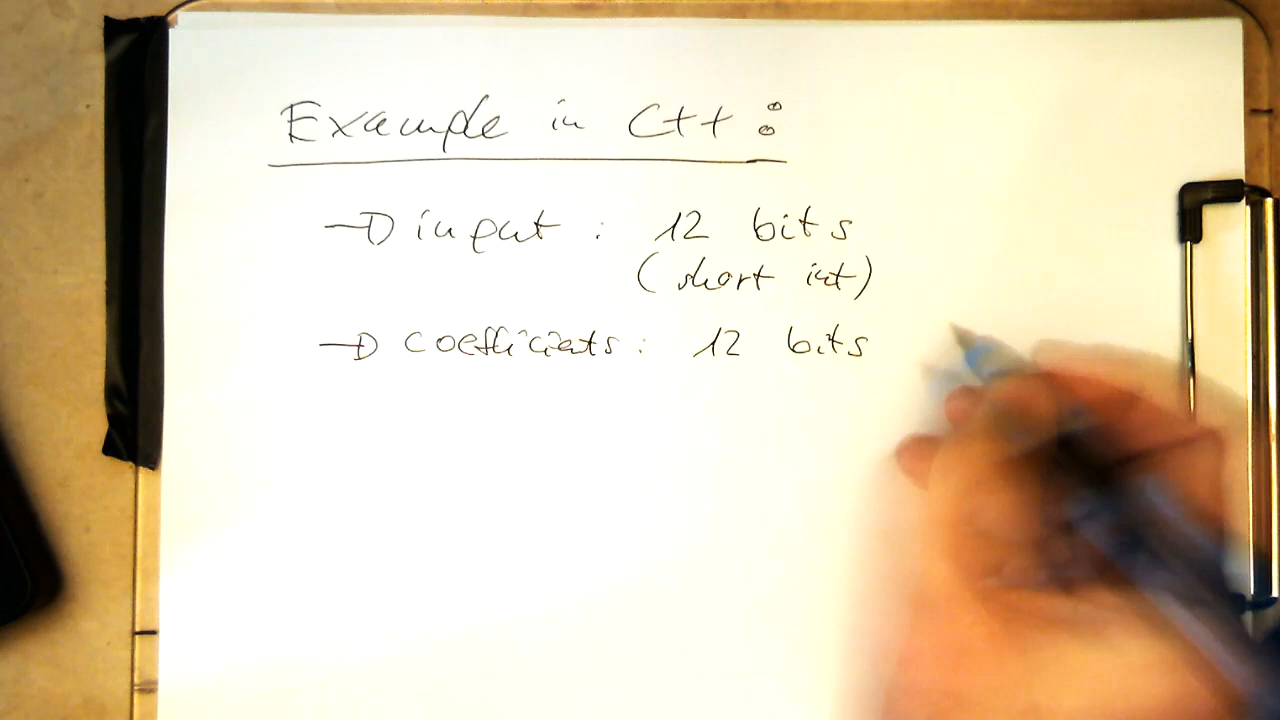 Example in C++ :
→ input : 12 bits
(short int)
→ coefficients : 12 bits